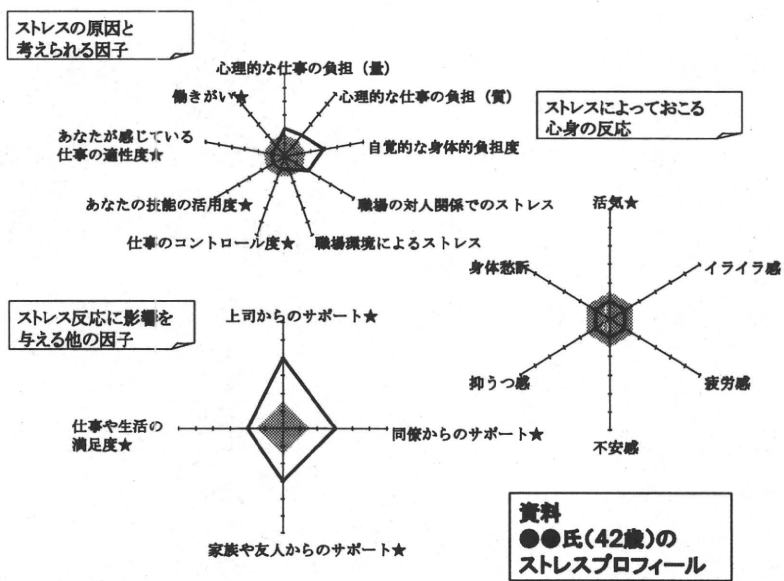 ストレスの原因と
考えられる因子
心理的な仕事の負担（量）
働きがい★
心理的な仕事の負担（質）
あなたが感じている
仕事の適性度★
自覚的な身体的負担度
あなたの技能の活用度★
職場の対人関係でのストレス
仕事のコントロール度★
職場環境によるストレス
ストレスによっておこる
心身の反応
活気★
身体愁訴
イライラ感
抑うつ感
疲労感
不安感
ストレス反応に影響を
与える他の因子
上司からのサポート★
仕事や生活の
満足度★
同僚からのサポート★
家族や友人からのサポート★
資料
●●氏（42歳）の
ストレスプロフィール